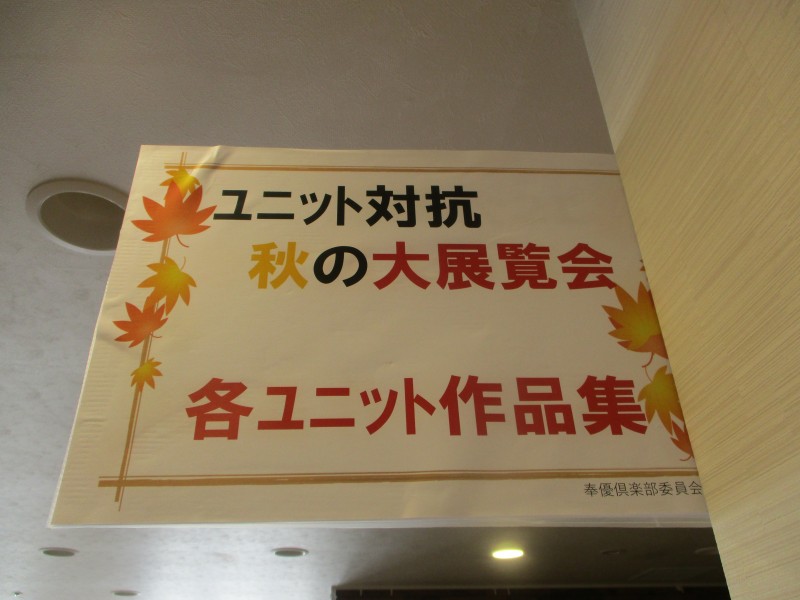 ユニット対抗
秋の大展覧会
各ユニット作品集
奉優倶楽部委員会